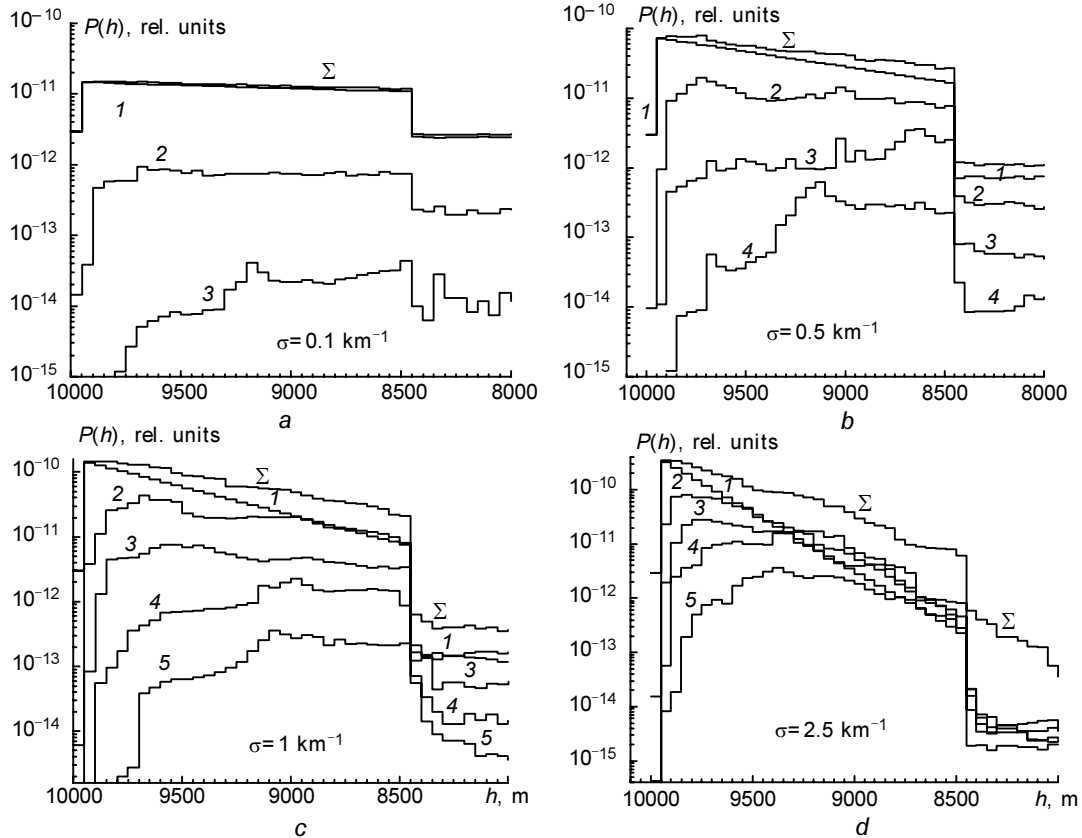 P(h), rel. units
10⁻¹⁰
10⁻¹¹
10⁻¹²
10⁻¹³
10⁻¹⁴
10⁻¹⁵
Σ
1
2
3
σ = 0.1 km⁻¹
10000 9500 9000 8500 8000
a
P(h), rel. units
10⁻¹⁰
10⁻¹¹
10⁻¹²
10⁻¹³
10⁻¹⁴
10⁻¹⁵
Σ
1
2
3
4
1
2
3
4
σ = 0.5 km⁻¹
10000 9500 9000 8500 8000
b
P(h), rel. units
10⁻¹⁰
10⁻¹¹
10⁻¹²
10⁻¹³
10⁻¹⁴
Σ
1
2
3
4
5
Σ
1
3
4
5
σ = 1 km⁻¹
10000 9500 9000 8500 h, m
c
P(h), rel. units
10⁻¹⁰
10⁻¹¹
10⁻¹²
10⁻¹³
10⁻¹⁴
10⁻¹⁵
1
Σ
2
3
4
5
Σ
σ = 2.5 km⁻¹
10000 9500 9000 8500 h, m
d